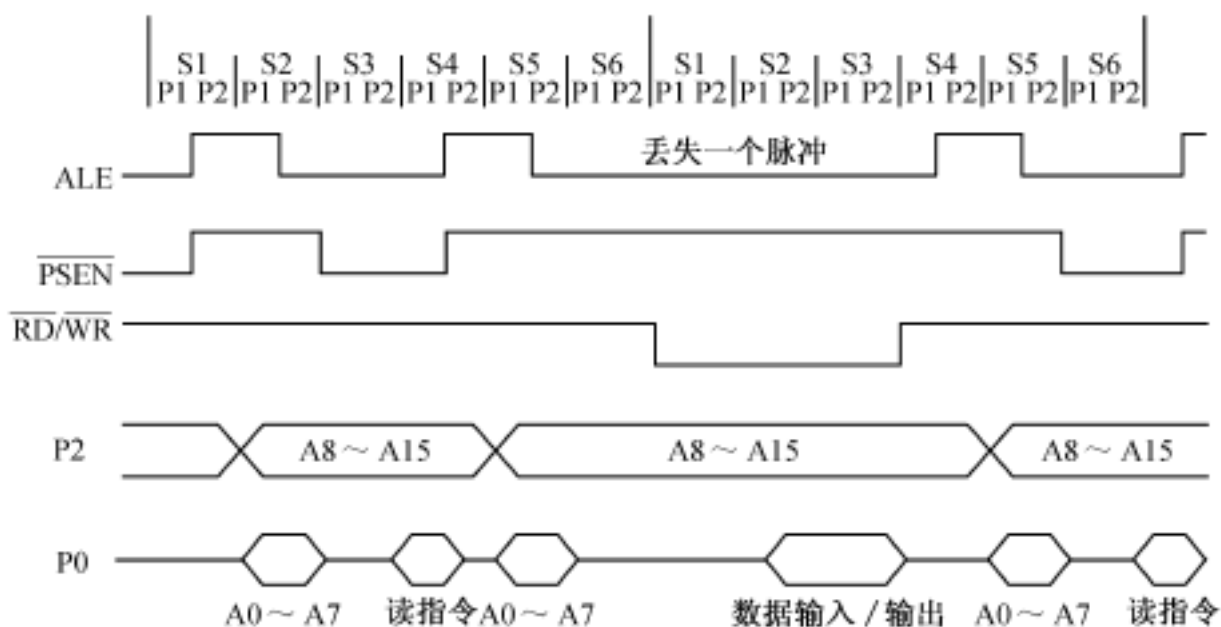 S1 S2 S3 S4 S5 S6 S1 S2 S3 S4 S5 S6
P1 P2 P1 P2 P1 P2 P1 P2 P1 P2 P1 P2 P1 P2 P1 P2 P1 P2 P1 P2 P1 P2 P1 P2
丢失一个脉冲
ALE
PSEN
RD/WR
P2 A8～A15 A8～A15 A8～A15
P0
A0～A7 读指令 A0～A7 数据输入/输出 A0～A7 读指令